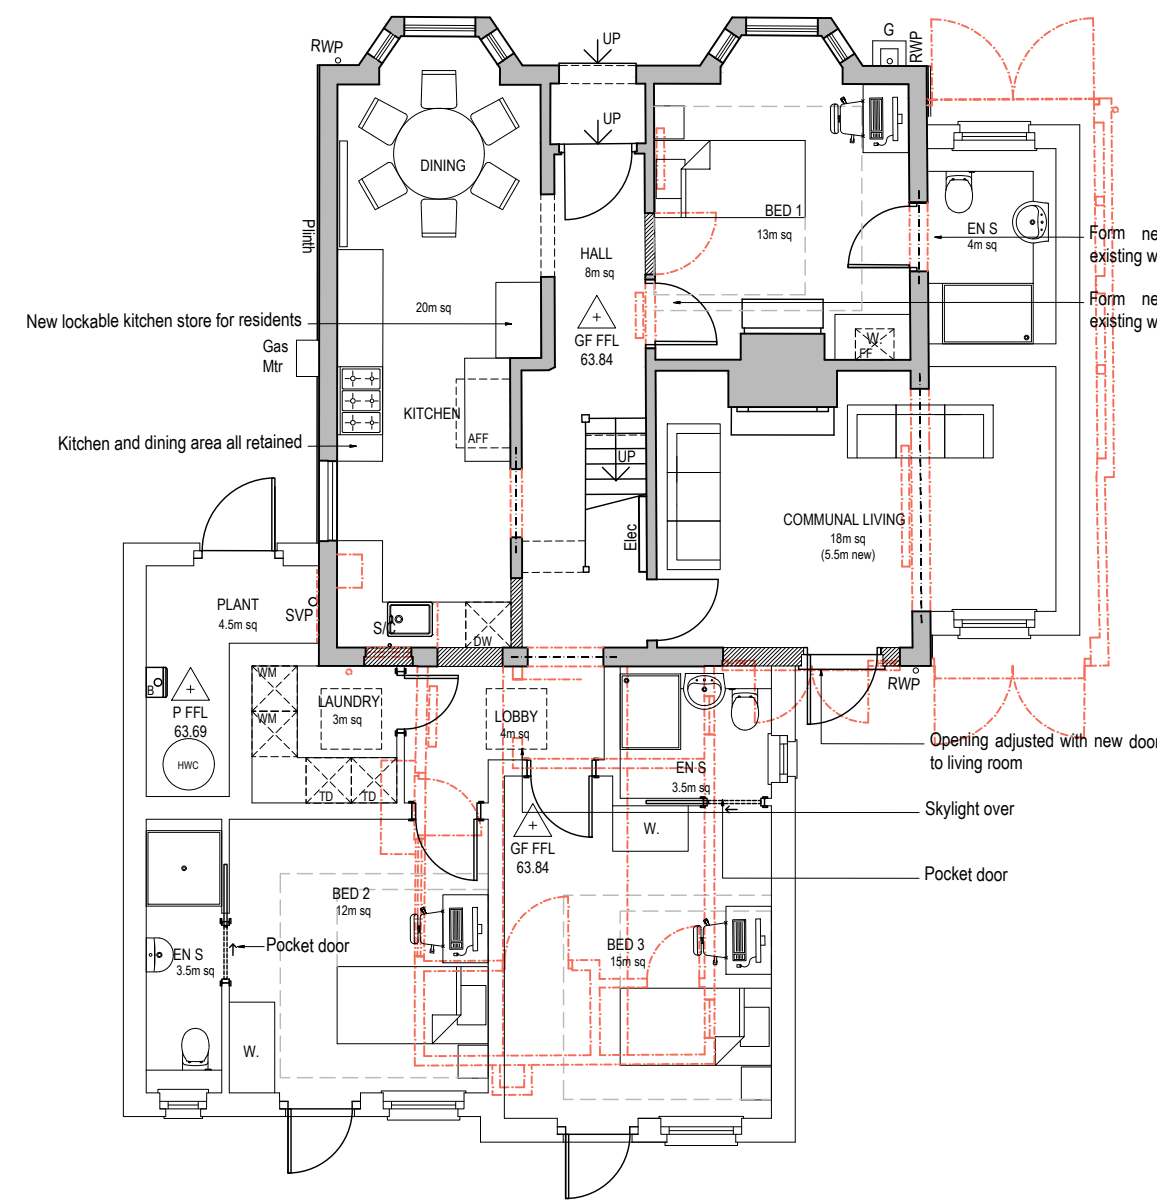 UP
G
RWP
RWP
UP
DINING
BED 1
13m sq
EN S
4m sq
Plinth
HALL
8m sq
Form ne
existing w
20m sq
Form ne
existing w
New lockable kitchen store for residents
Gas
Mtr
GF FFL
63.84
W.
FF
KITCHEN
AFF
Kitchen and dining area all retained
UP
Elec
COMMUNAL LIVING
18m sq
(5.5m new)
PLANT
4.5m sq
SVP
S/C
DW
WM
WM
LAUNDRY
3m sq
LOBBY
4m sq
RWP
B
P FFL
63.69
HWC
TD
TD
EN S
3.5m sq
Opening adjusted with new door
to living room
Skylight over
W.
GF FFL
63.84
Pocket door
BED 2
12m sq
EN S
3.5m sq
Pocket door
BED 3
15m sq
W.